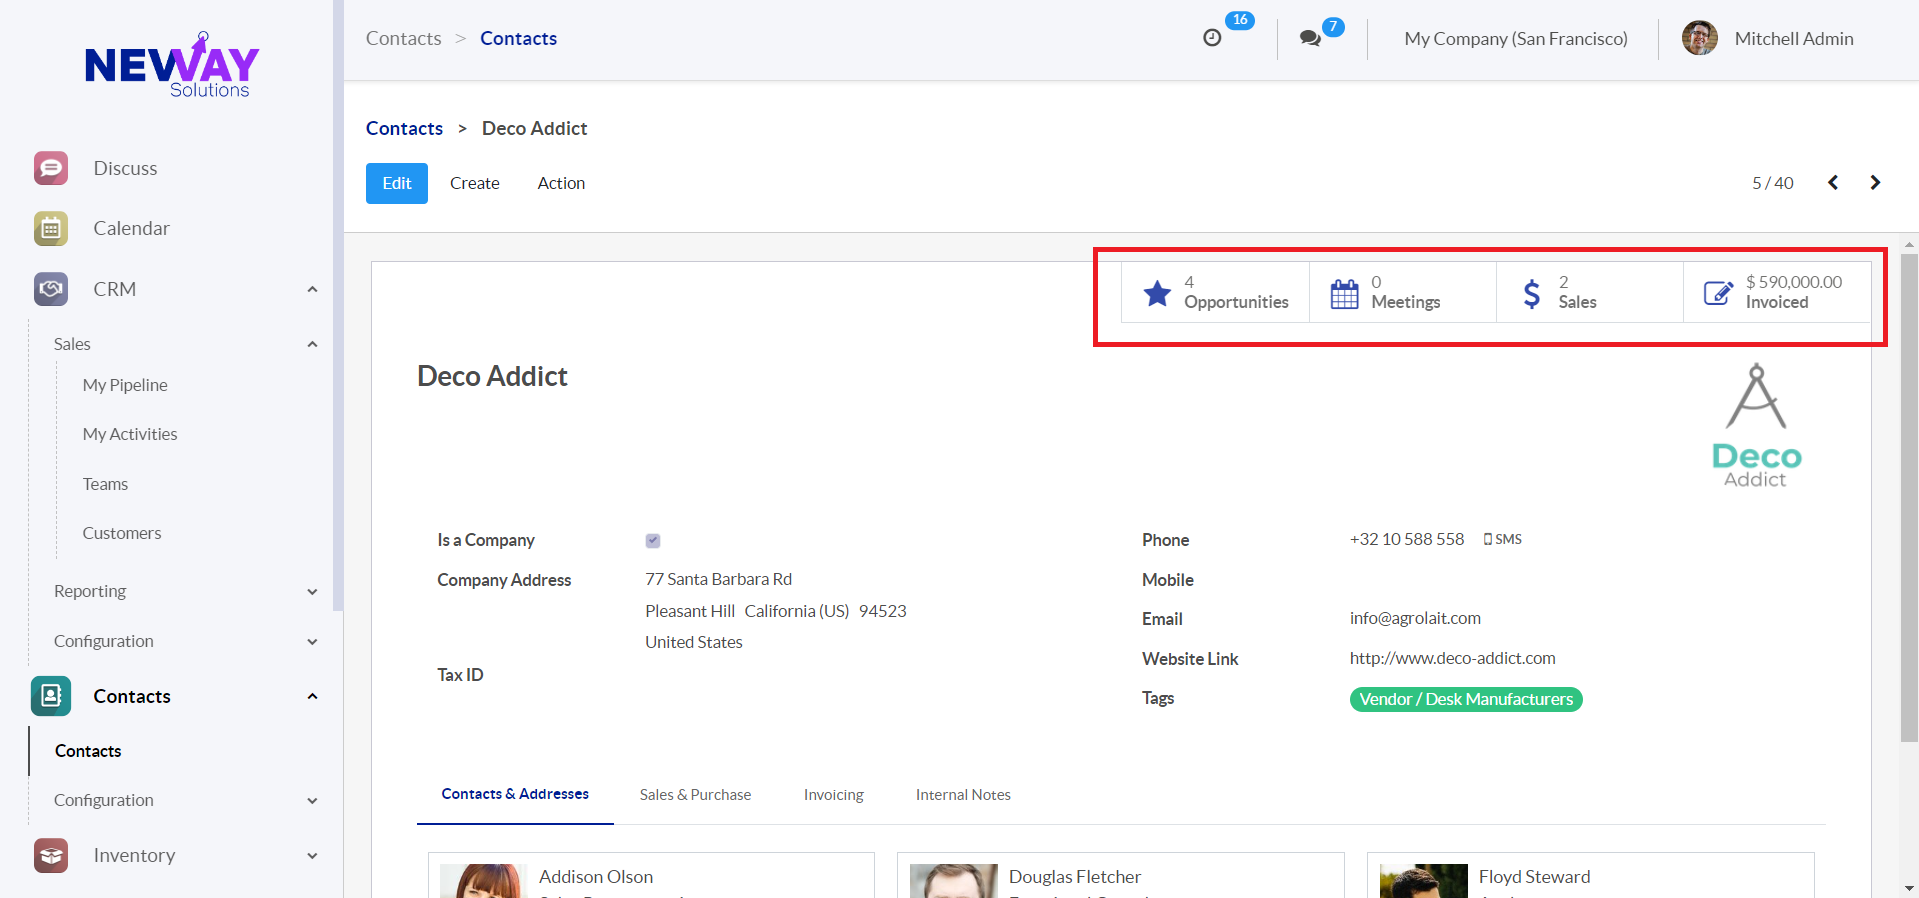 NEWWAY
Solutions
Contacts > Contacts
16
7
My Company (San Francisco)
Mitchell Admin
Contacts > Deco Addict
Edit
Create
Action
5 / 40
Discuss
Calendar
CRM
Sales
My Pipeline
My Activities
Teams
Customers
Reporting
Configuration
Contacts
Contacts
Configuration
Inventory
4
Opportunities
0
Meetings
2
Sales
$ 590,000.00
Invoiced
Deco Addict
Deco
Addict
Is a Company
Company Address
77 Santa Barbara Rd
Pleasant Hill California (US) 94523
United States
Tax ID
Phone
+32 10 588 558
SMS
Mobile
Email
info@agrolait.com
Website Link
http://www.deco-addict.com
Tags
Vendor / Desk Manufacturers
Contacts & Addresses
Sales & Purchase
Invoicing
Internal Notes
Addison Olson
Douglas Fletcher
Floyd Steward